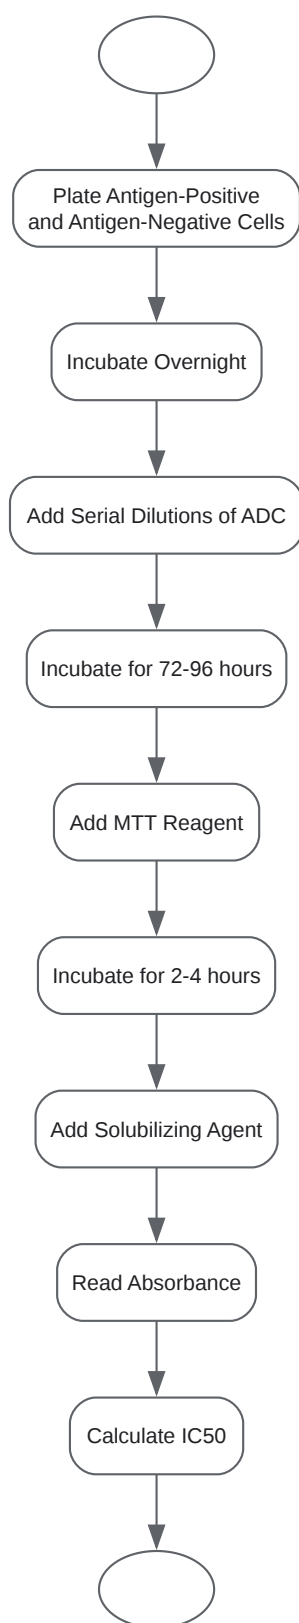 Plate Antigen-Positive
and Antigen-Negative Cells
Incubate Overnight
Add Serial Dilutions of ADC
Incubate for 72-96 hours
Add MTT Reagent
Incubate for 2-4 hours
Add Solubilizing Agent
Read Absorbance
Calculate IC50